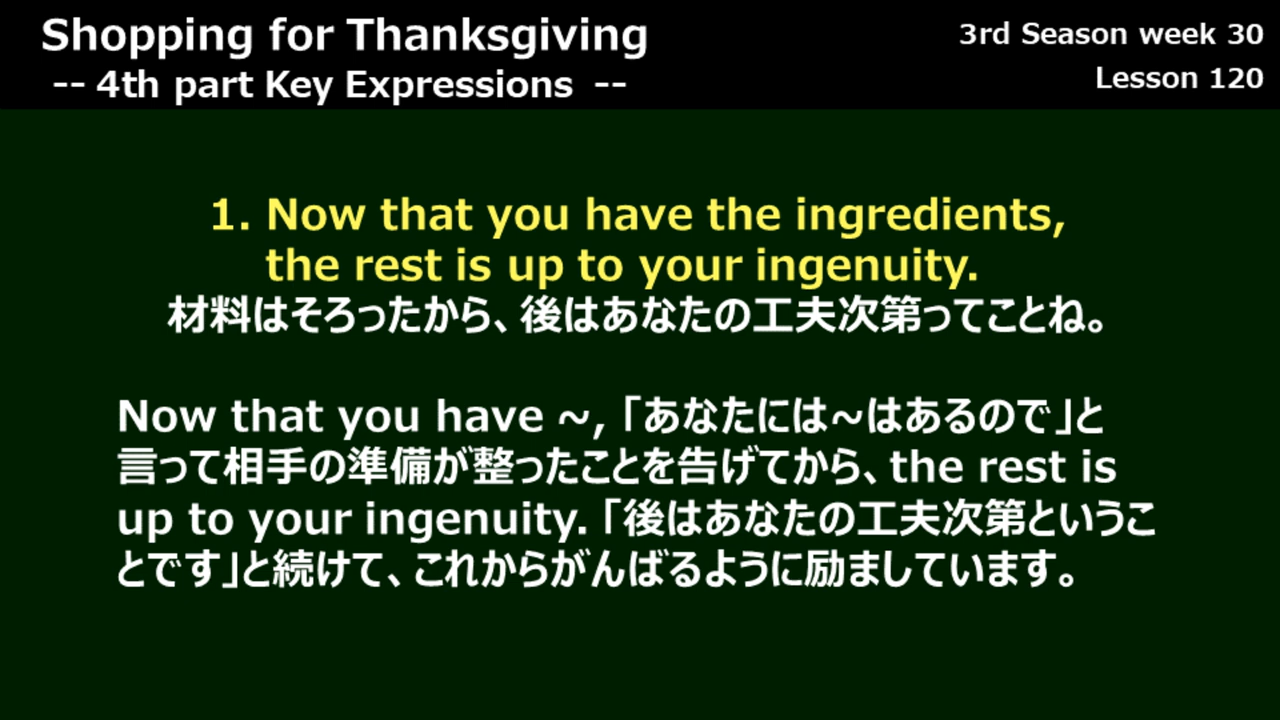 Shopping for Thanksgiving
-- 4th part Key Expressions --
3rd Season week 30
Lesson 120
1. Now that you have the ingredients,
the rest is up to your ingenuity.
材料はそろったから、後はあなたの工夫次第ってことね。
Now that you have ~, 「あなたには~はあるので」と
言って相手の準備が整ったことを告げてから、the rest is
up to your ingenuity. 「後はあなたの工夫次第というこ
とです」と続けて、これからがんばるように励ましています。